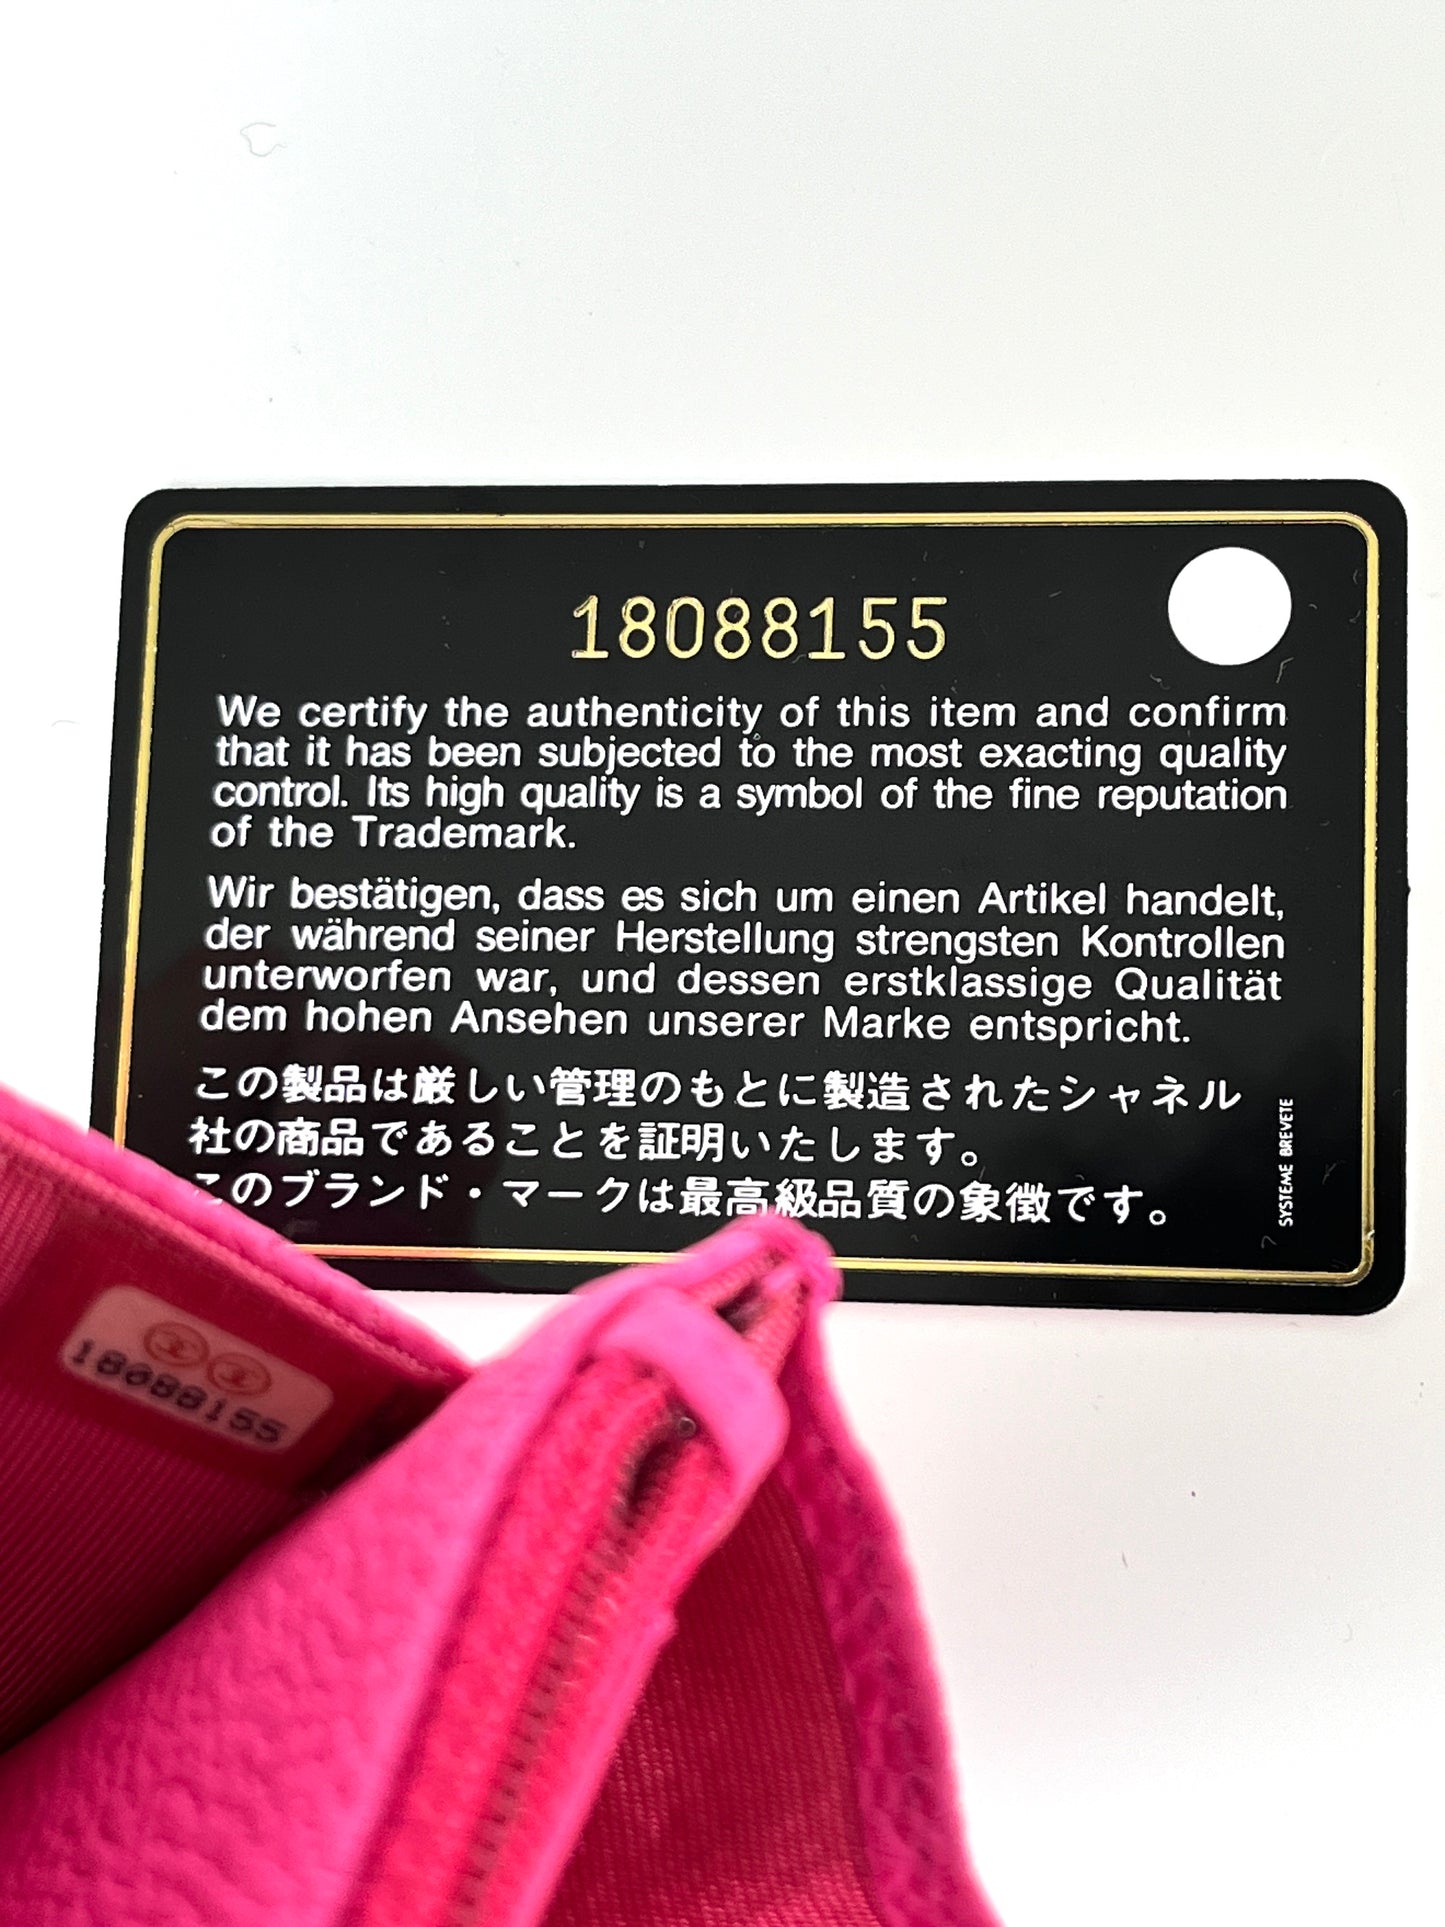 18088155
We certify the authenticity of this item and confirm
that it has been subjected to the most exacting quality
control. Its high quality is a symbol of the fine reputation
of the Trademark.
Wir bestätigen, dass es sich um einen Artikel handelt,
der während seiner Herstellung strengsten Kontrollen
unterworfen war, und dessen erstklassige Qualität
dem hohen Ansehen unserer Marke entspricht.
この製品は厳しい管理のもとに製造されたシャネル
社の商品であることを証明いたします。
このブランド・マークは最高級品質の象徴です。
SYSTEME BREVETE
18088155